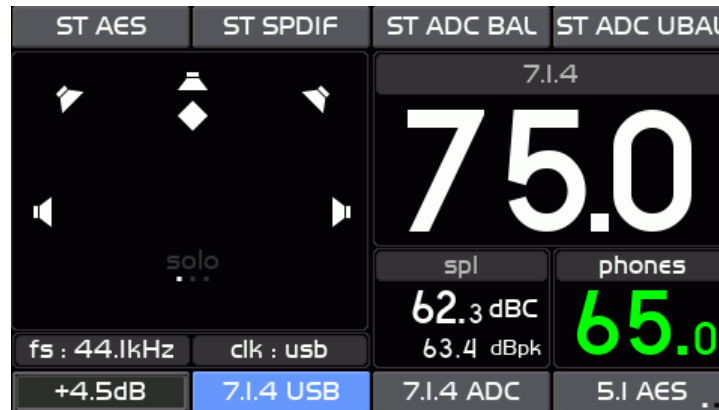 ST AES ST SPDIF ST ADC BAL ST ADC UBAL
7.1.4
75.0
solo
spl phones
62.3 dBC
63.4 dBpk
65.0
fs : 44.1kHz clk : usb
+4.5dB 7.1.4 USB 7.1.4 ADC 5.1 AES